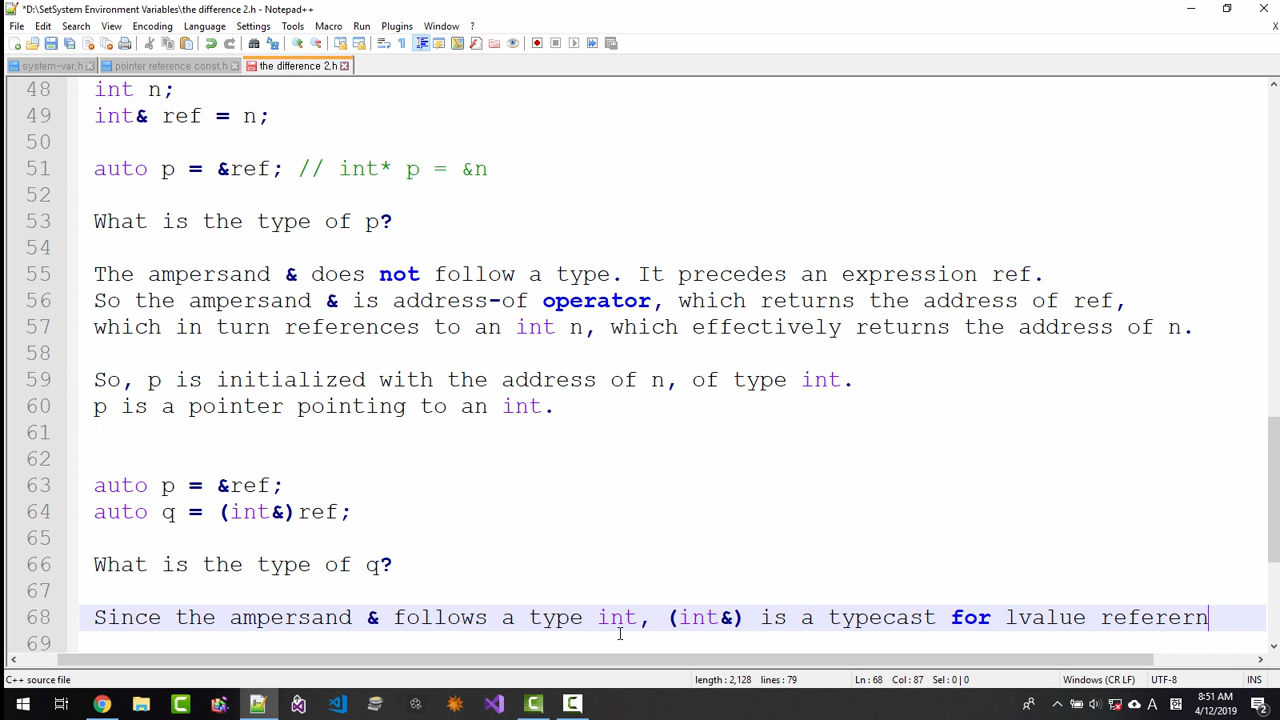 *D:\SetSystem Environment Variables\the difference 2.h - Notepad++
File Edit Search View Encoding Language Settings Tools Macro Run Plugins Window ?
system-var.h pointer reference const.h the difference 2.h
48 int n;
49 int& ref = n;
50
51 auto p = &ref; // int* p = &n
52
53 What is the type of p?
54
55 The ampersand & does not follow a type. It precedes an expression ref.
56 So the ampersand & is address-of operator, which returns the address of ref,
57 which in turn references to an int n, which effectively returns the address of n.
58
59 So, p is initialized with the address of n, of type int.
60 p is a pointer pointing to an int.
61
62
63 auto p = &ref;
64 auto q = (int&)ref;
65
66 What is the type of q?
67
68 Since the ampersand & follows a type int, (int&) is a typecast for lvalue referern
69
C++ source file length : 2,128 lines : 79 Ln : 68 Col : 87 Sel : 0 | 0 Windows (CR LF) UTF-8 INS
A 8:51 AM
4/12/2019